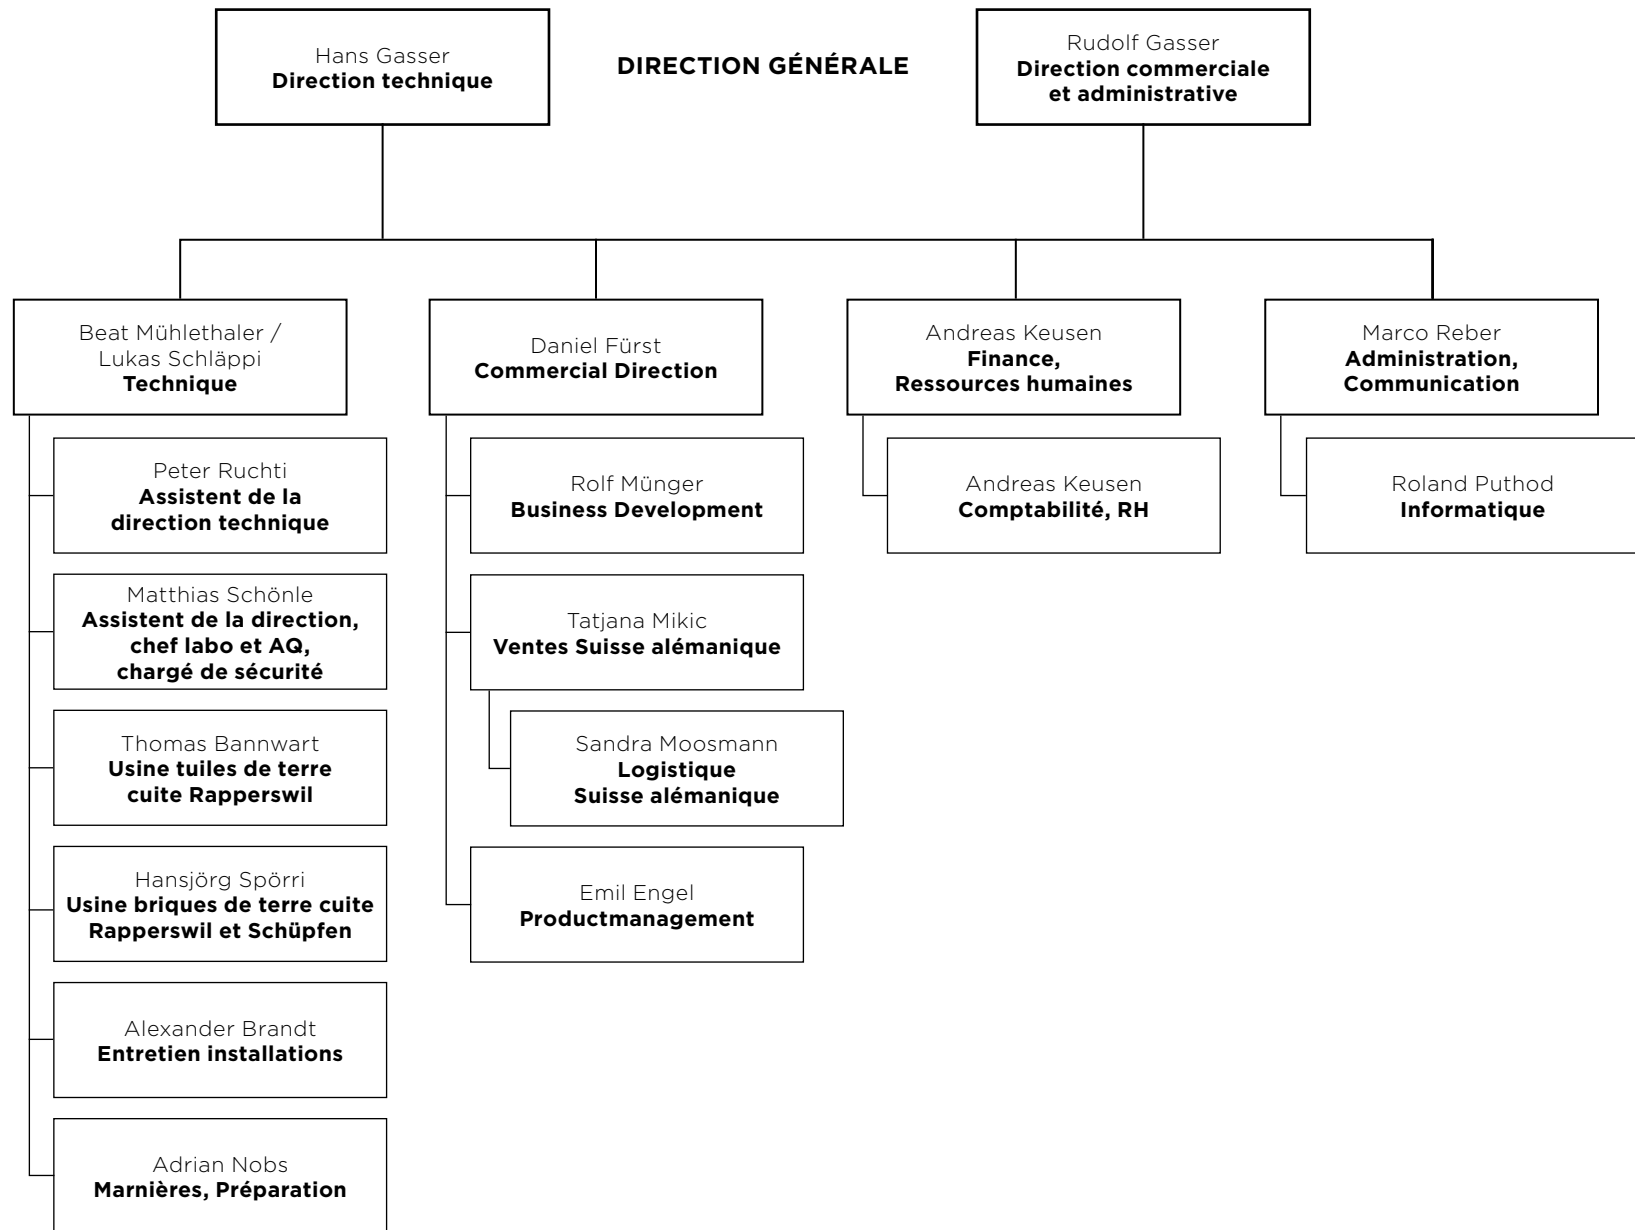 Hans Gasser
Direction technique
DIRECTION GÉNÉRALE
Rudolf Gasser
Direction commerciale
et administrative
Beat Mühlethaler /
Lukas Schläppi
Technique
Daniel Fürst
Commercial Direction
Andreas Keusen
Finance,
Ressources humaines
Marco Reber
Administration,
Communication
Peter Ruchti
Assistent de la
direction technique
Rolf Münger
Business Development
Andreas Keusen
Comptabilité, RH
Roland Puthod
Informatique
Matthias Schönle
Assistent de la direction,
chef labo et AQ,
chargé de sécurité
Tatjana Mikic
Ventes Suisse alémanique
Thomas Bannwart
Usine tuiles de terre
cuite Rapperswil
Sandra Moosmann
Logistique
Suisse alémanique
Hansjörg Spörri
Usine briques de terre cuite
Rapperswil et Schüpfen
Emil Engel
Productmanagement
Alexander Brandt
Entretien installations
Adrian Nobs
Marnières, Préparation